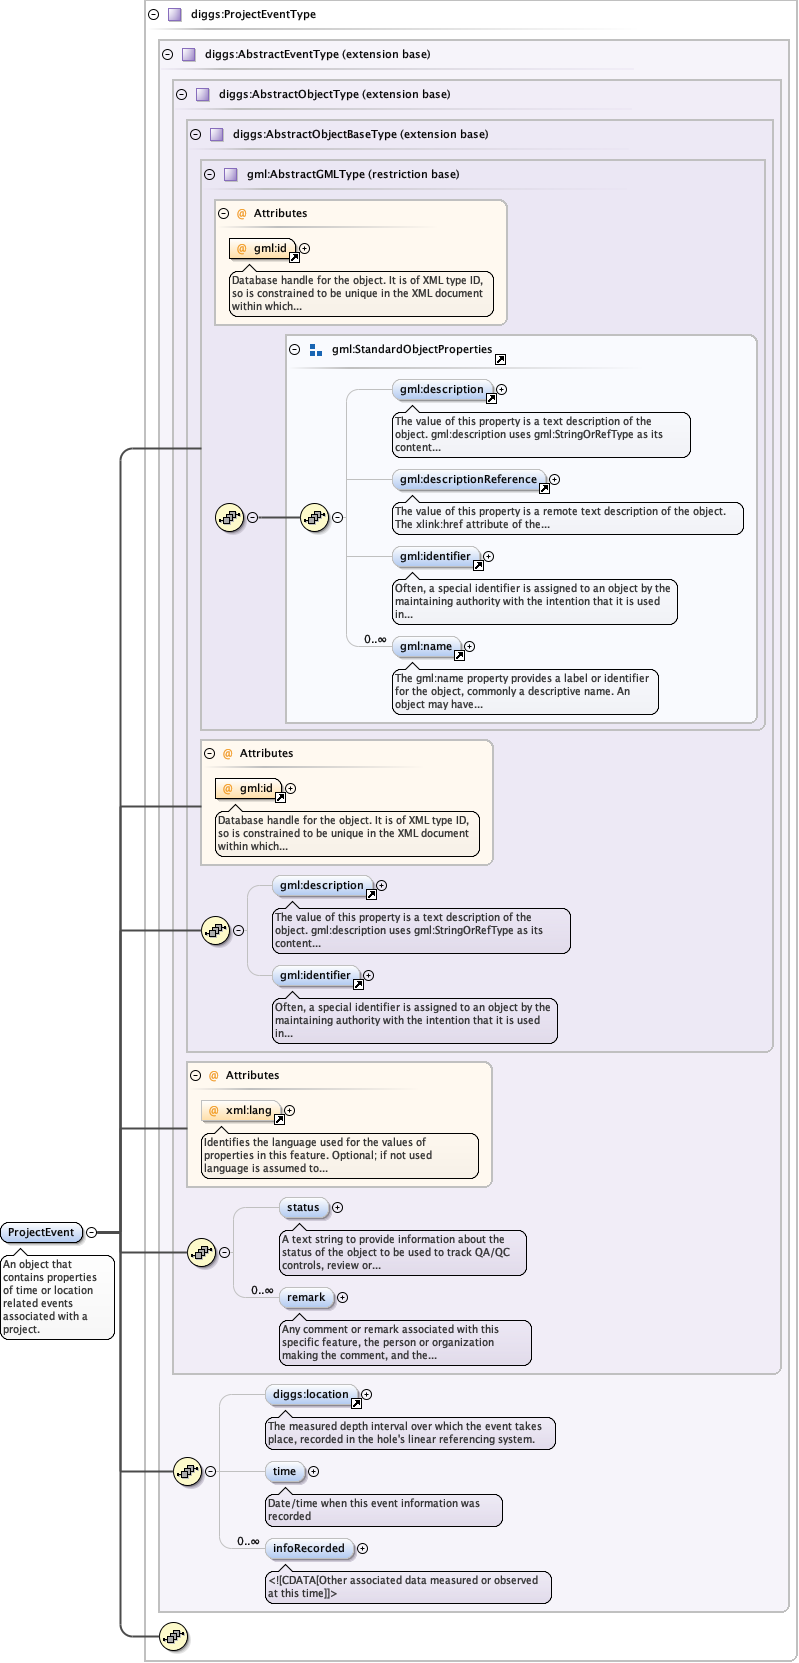 diggs:ProjectEventType
diggs:AbstractEventType (extension base)
diggs:AbstractObjectType (extension base)
diggs:AbstractObjectBaseType (extension base)
gml:AbstractGMLType (restriction base)
@ Attributes
@ gml:id
Database handle for the object. It is of XML type ID,
so is constrained to be unique in the XML document
within which...
gml:StandardObjectProperties
gml:description
The value of this property is a text description of the
object. gml:description uses gml:StringOrRefType as its
content...
gml:descriptionReference
The value of this property is a remote text description of the object.
The xlink:href attribute of the...
gml:identifier
Often, a special identifier is assigned to an object by the
maintaining authority with the intention that it is used
in...
0..∞
gml:name
The gml:name property provides a label or identifier
for the object, commonly a descriptive name. An
object may have...
@ Attributes
@ gml:id
Database handle for the object. It is of XML type ID,
so is constrained to be unique in the XML document
within which...
gml:description
The value of this property is a text description of the
object. gml:description uses gml:StringOrRefType as its
content...
gml:identifier
Often, a special identifier is assigned to an object by the
maintaining authority with the intention that it is used
in...
@ Attributes
@ xml:lang
Identifies the language used for the values of
properties in this feature. Optional; if not used
language is assumed to...
ProjectEvent
An object that
contains properties
of time or location
related events
associated with a
project.
status
A text string to provide information about the
status of the object to be used to track QA/QC
controls, review or...
0..∞
remark
Any comment or remark associated with this
specific feature, the person or organization
making the comment, and the...
diggs:location
The measured depth interval over which the event takes
place, recorded in the hole's linear referencing system.
time
Date/time when this event information was
recorded
0..∞
infoRecorded
<![CDATA[Other associated data measured or observed
at this time]]>